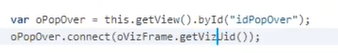 var oPopOver = this.getView().byId("idPopOver");
oPopOver.connect(oVizFrame.getVizUid());